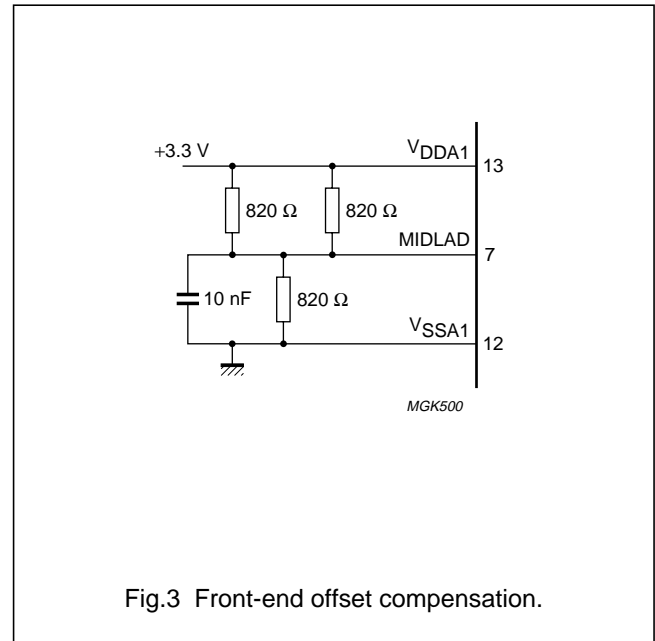 +3.3 V
VDDA1
13
820 Ω
820 Ω
MIDLAD
7
10 nF
820 Ω
VSSA1
12
MGK500
Fig.3 Front-end offset compensation.